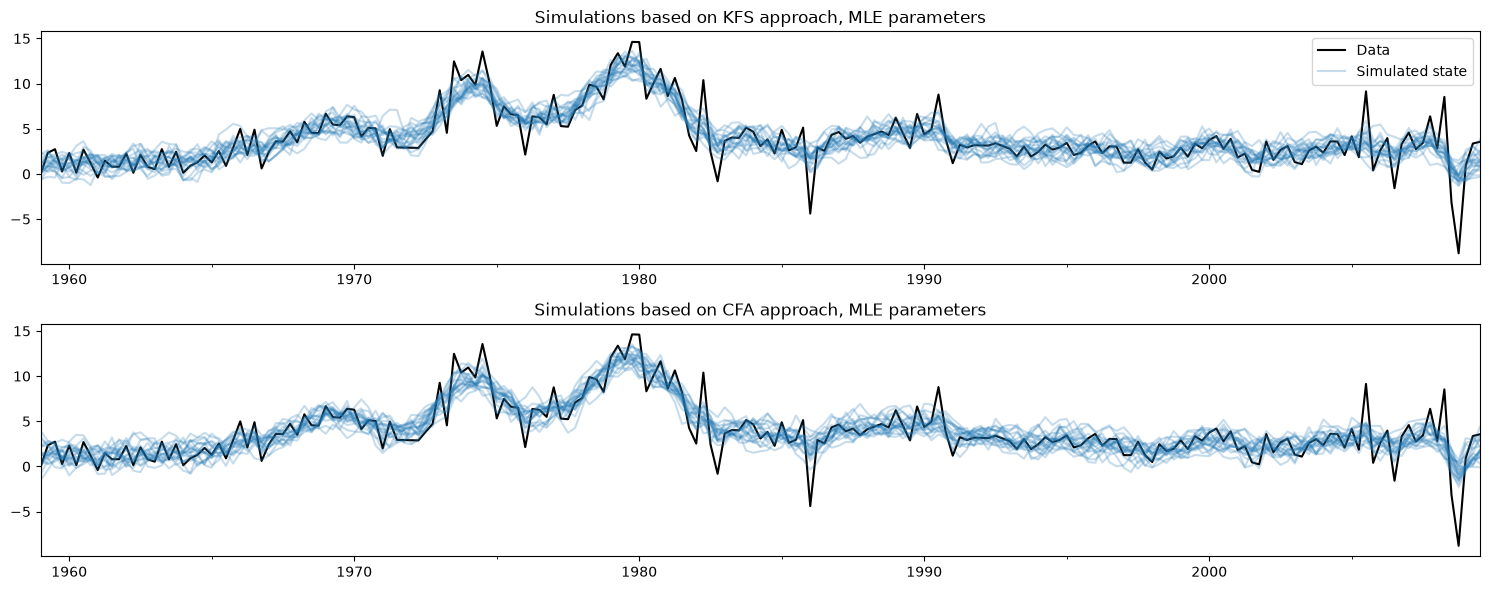 Simulations based on KFS approach, MLE parameters
15
10
5
0
−5
Data
Simulated state
1960 1970 1980 1990 2000
Simulations based on CFA approach, MLE parameters
15
10
5
0
−5
1960 1970 1980 1990 2000